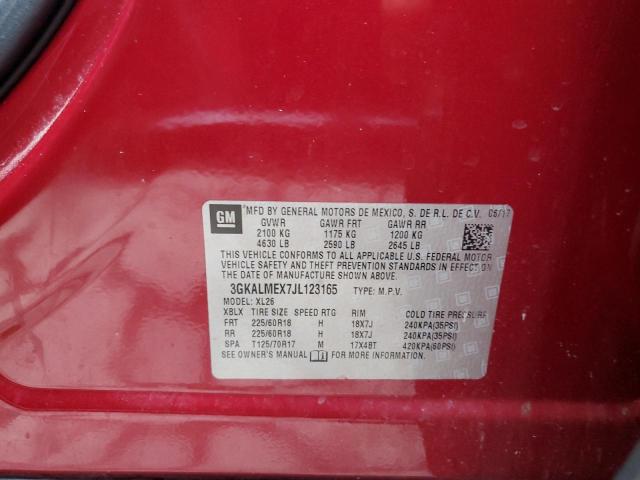 GM MFD BY GENERAL MOTORS DE MEXICO, S. DE R.L. DE C.V. 06/17
GVWR GAWR FRT GAWR RR
2100 KG 1175 KG 1200 KG
4630 LB 2590 LB 2645 LB
THIS VEHICLE CONFORMS TO ALL APPLICABLE U.S. FEDERAL MOTOR
VEHICLE SAFETY AND THEFT PREVENTION STANDARDS IN EFFECT ON
THE DATE OF MANUFACTURE SHOWN ABOVE.
3GKALMEX7JL123165 TYPE: M.P.V.
MODEL: XL26
XBLX TIRE SIZE SPEED RTG RIM COLD TIRE PRESSURE
FRT 225/60R18 H 18X7J 240KPA(35PSI)
RR 225/60R18 H 18X7J 240KPA(35PSI)
SPA T125/70R17 M 17X4BT 420KPA(60PSI)
SEE OWNER'S MANUAL FOR MORE INFORMATION.